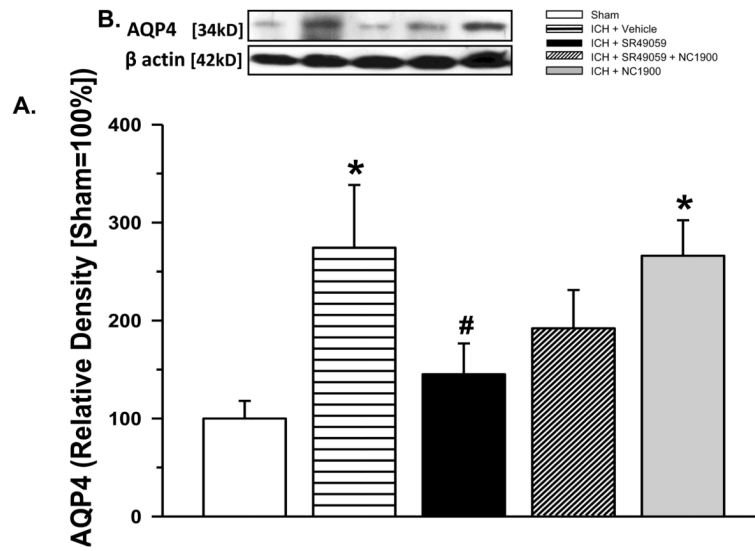 B.
AQP4 [34kD]
β actin [42kD]
Sham
ICH + Vehicle
ICH + SR49059
ICH + SR49059 + NC1900
ICH + NC1900
A.
AQP4 (Relative Density [Sham=100%])
400
300
200
100
0
*
#
*